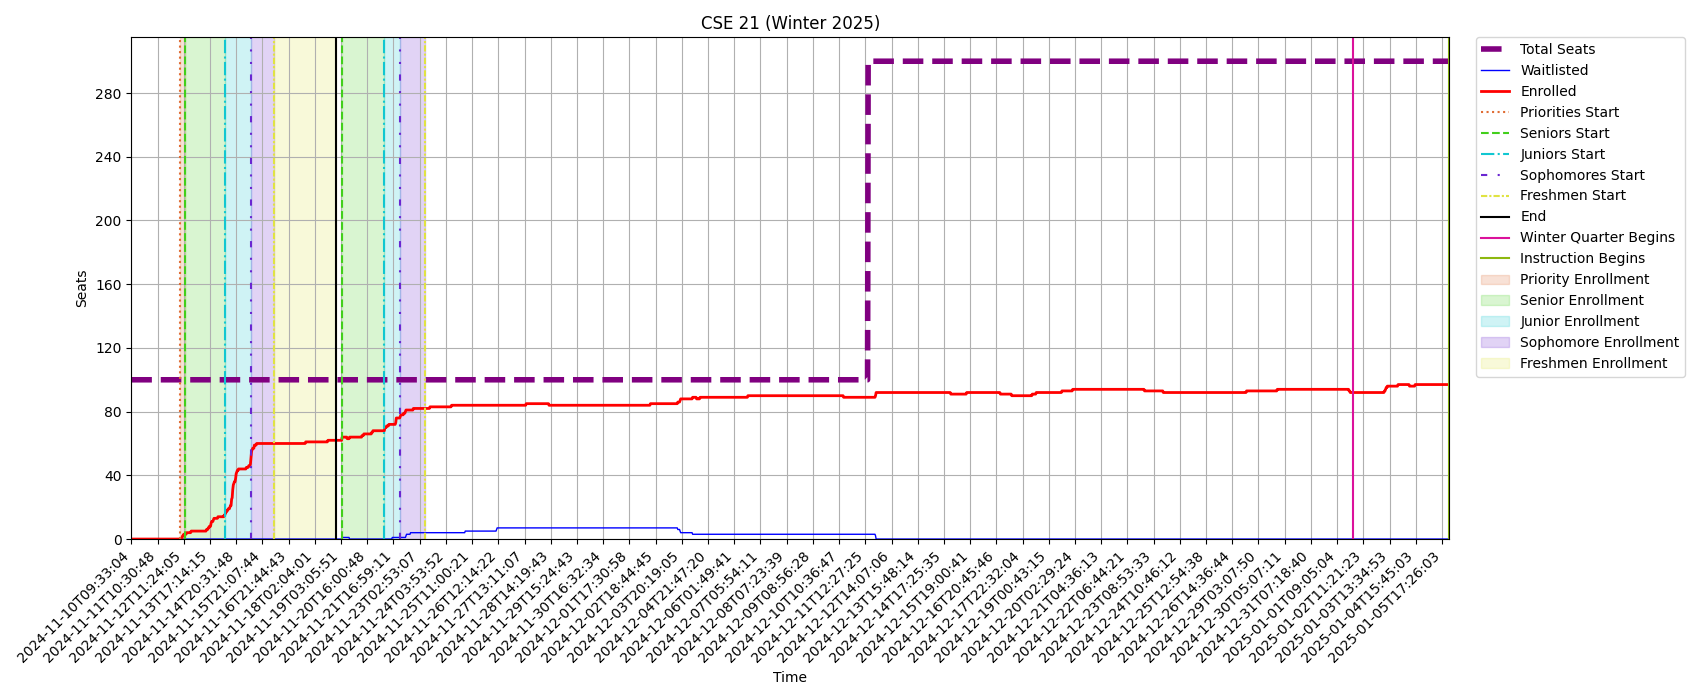 CSE 21 (Winter 2025)
Seats
280
240
200
160
120
80
40
0
2024-11-10T09:33:04
2024-11-11T10:30:48
2024-11-12T11:24:05
2024-11-13T17:14:15
2024-11-14T20:31:48
2024-11-15T21:07:44
2024-11-16T21:44:43
2024-11-18T02:04:01
2024-11-19T03:05:51
2024-11-20T16:00:48
2024-11-21T16:59:11
2024-11-23T02:53:07
2024-11-24T03:53:52
2024-11-25T11:00:21
2024-11-26T12:14:22
2024-11-27T13:11:07
2024-11-28T14:19:43
2024-11-29T15:24:43
2024-11-30T16:32:34
2024-12-01T17:30:58
2024-12-02T18:44:45
2024-12-03T20:19:05
2024-12-04T21:47:20
2024-12-06T01:49:41
2024-12-07T05:54:11
2024-12-08T07:23:39
2024-12-09T08:56:28
2024-12-10T10:36:47
2024-12-11T12:27:25
2024-12-12T14:07:06
2024-12-13T15:48:14
2024-12-14T17:25:35
2024-12-15T19:00:41
2024-12-16T20:45:46
2024-12-17T22:32:04
2024-12-19T00:43:15
2024-12-20T02:29:24
2024-12-21T04:36:13
2024-12-22T06:44:21
2024-12-23T08:53:33
2024-12-24T10:46:12
2024-12-25T12:54:38
2024-12-26T14:36:44
2024-12-29T03:07:50
2024-12-30T05:07:11
2024-12-31T07:18:40
2025-01-01T09:05:04
2025-01-02T11:21:23
2025-01-03T13:34:53
2025-01-04T15:45:03
2025-01-05T17:26:03
Time
Total Seats
Waitlisted
Enrolled
Priorities Start
Seniors Start
Juniors Start
Sophomores Start
Freshmen Start
End
Winter Quarter Begins
Instruction Begins
Priority Enrollment
Senior Enrollment
Junior Enrollment
Sophomore Enrollment
Freshmen Enrollment